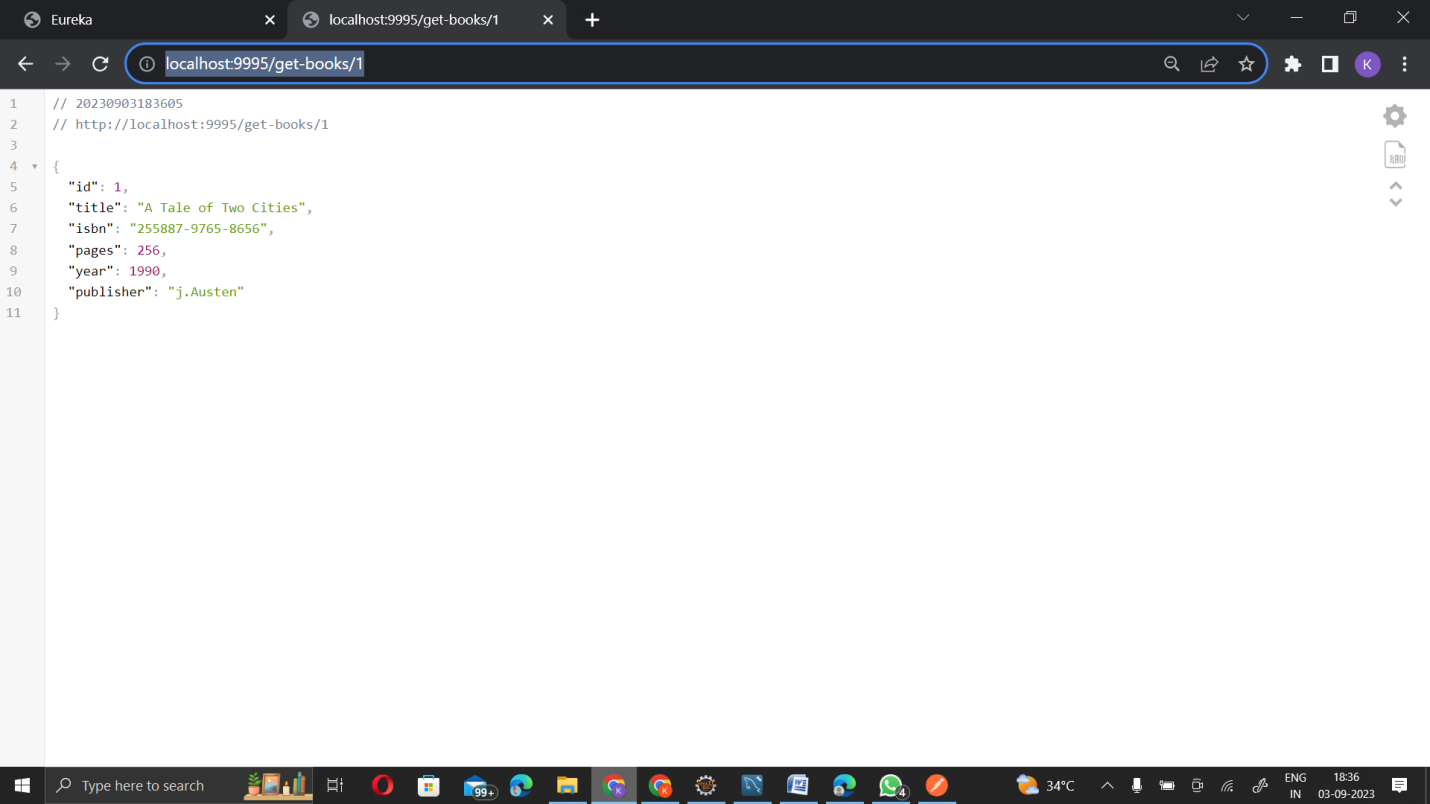 Eureka
localhost:9995/get-books/1
localhost:9995/get-books/1
K
1 // 20230903183605
2 // http://localhost:9995/get-books/1
3
4 {
5 "id": 1,
6 "title": "A Tale of Two Cities",
7 "isbn": "255887-9765-8656",
8 "pages": 256,
9 "year": 1990,
10 "publisher": "j.Austen"
11 }
RAW
Type here to search
99+
K
K
W
4
34°C
ENG
IN
18:36
03-09-2023